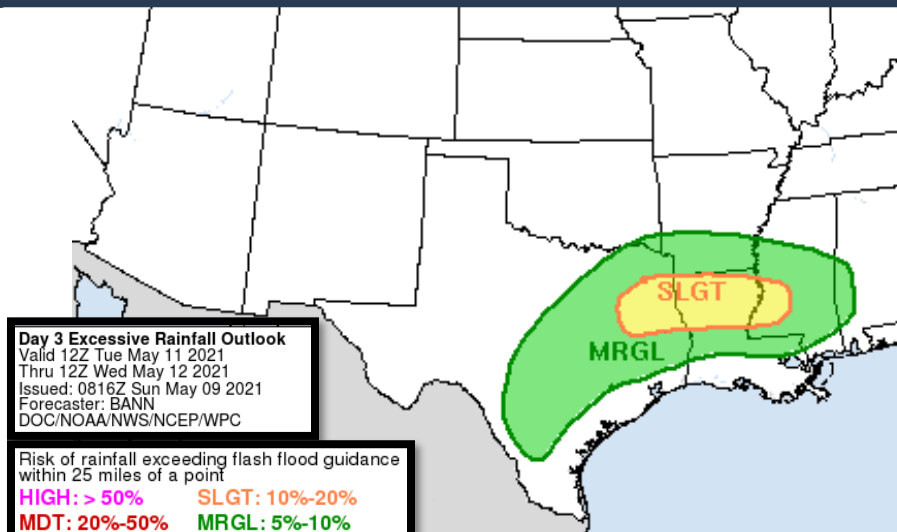 SLGT
MRGL
Day 3 Excessive Rainfall Outlook
Valid 12Z Tue May 11 2021
Thru 12Z Wed May 12 2021
Issued: 0816Z Sun May 09 2021
Forecaster: BANN
DOC/NOAA/NWS/NCEP/WPC
Risk of rainfall exceeding flash flood guidance
within 25 miles of a point
HIGH: > 50% SLGT: 10%-20%
MDT: 20%-50% MRGL: 5%-10%